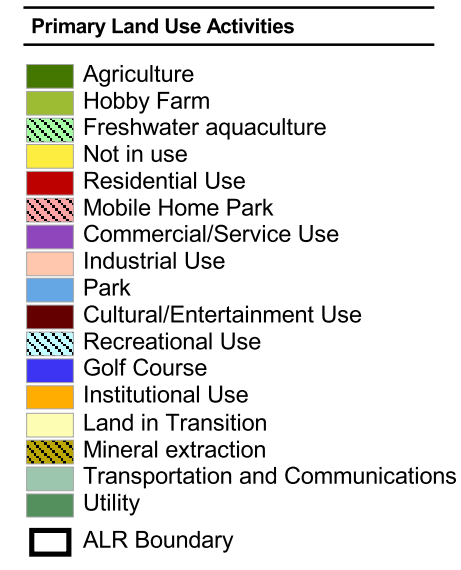 Primary Land Use Activities
Agriculture
Hobby Farm
Freshwater aquaculture
Not in use
Residential Use
Mobile Home Park
Commercial/Service Use
Industrial Use
Park
Cultural/Entertainment Use
Recreational Use
Golf Course
Institutional Use
Land in Transition
Mineral extraction
Transportation and Communications
Utility
ALR Boundary